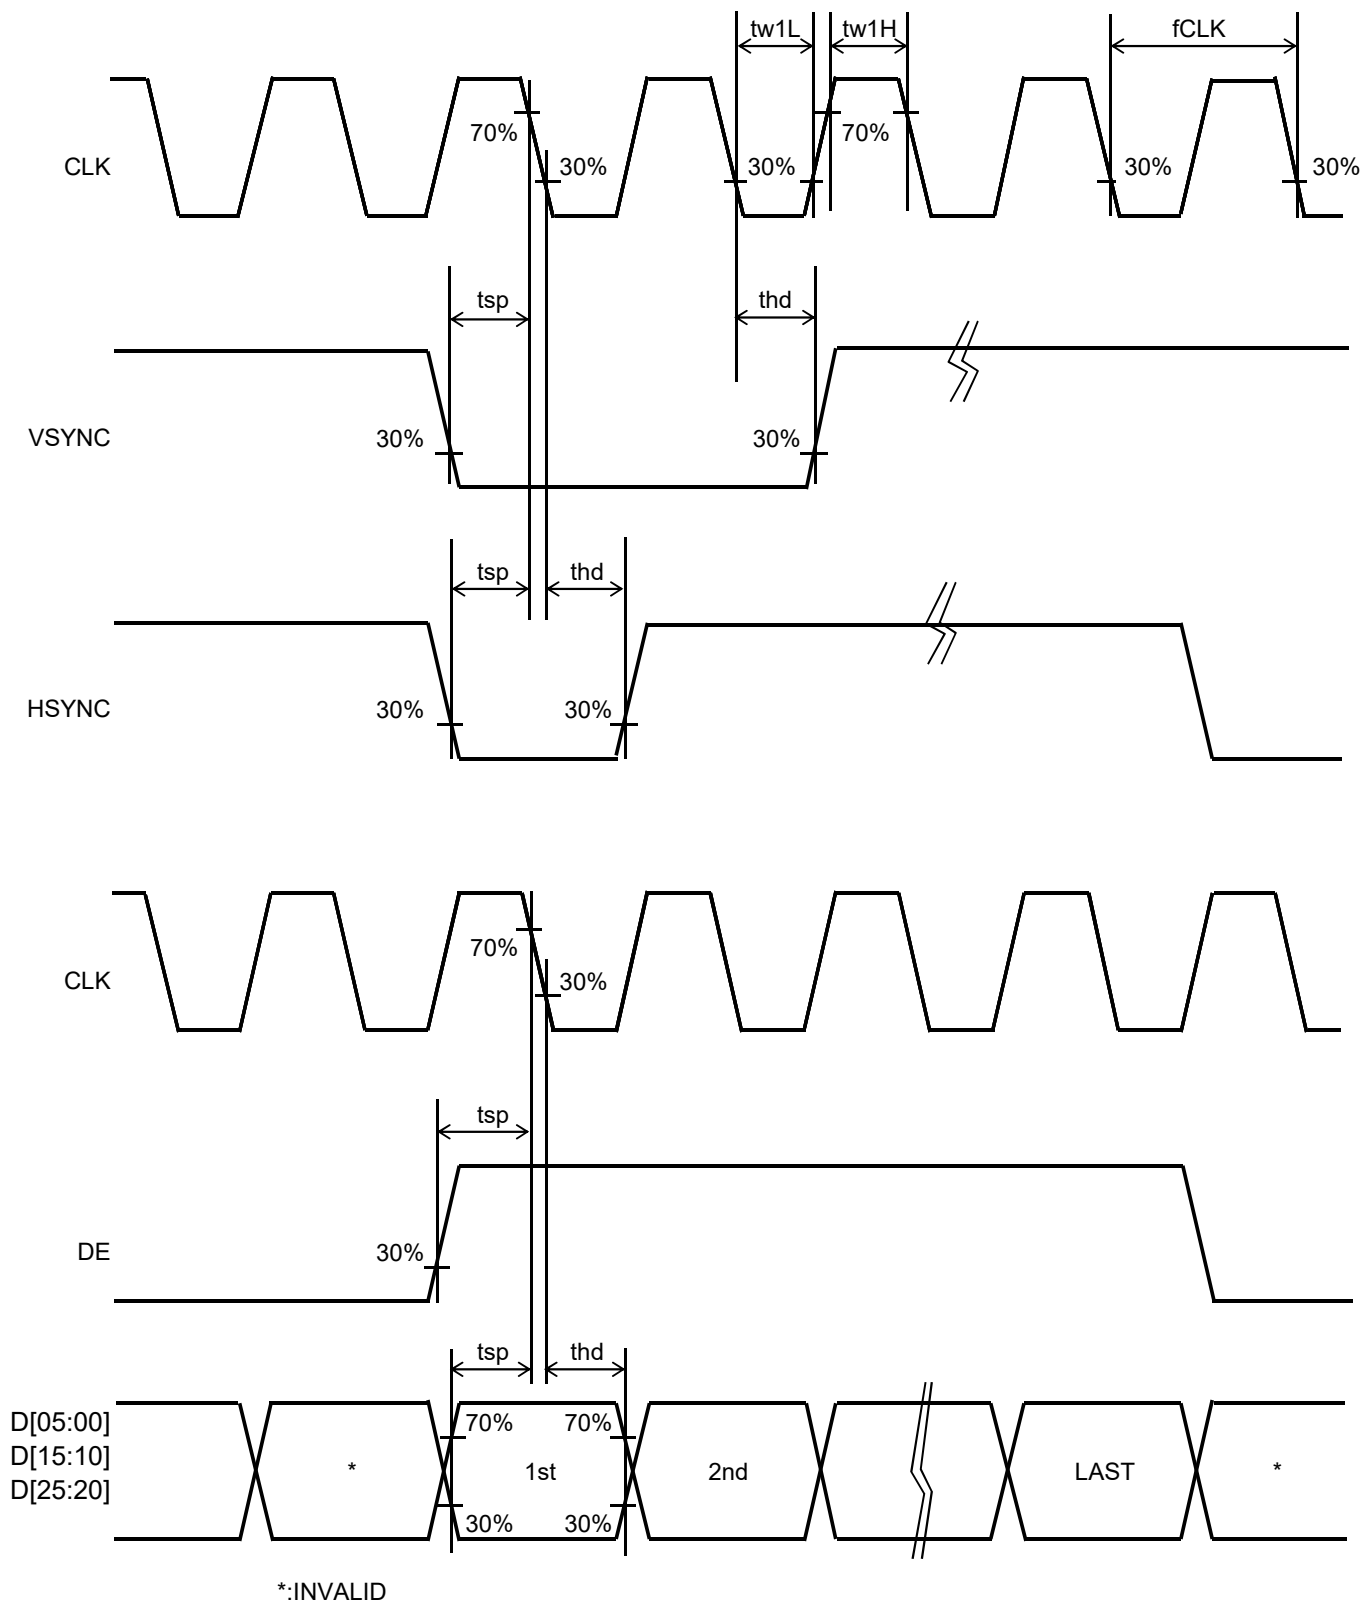 tw1L tw1H fCLK
70% 30% 30% 70% 30% 30%
CLK
tsp thd
VSYNC 30% 30%
tsp thd
HSYNC 30% 30%
70%
CLK 30%
tsp
DE 30%
tsp thd
D[05:00] 70% 70%
D[15:10] * 1st 2nd LAST *
D[25:20]
30% 30%
*:INVALID